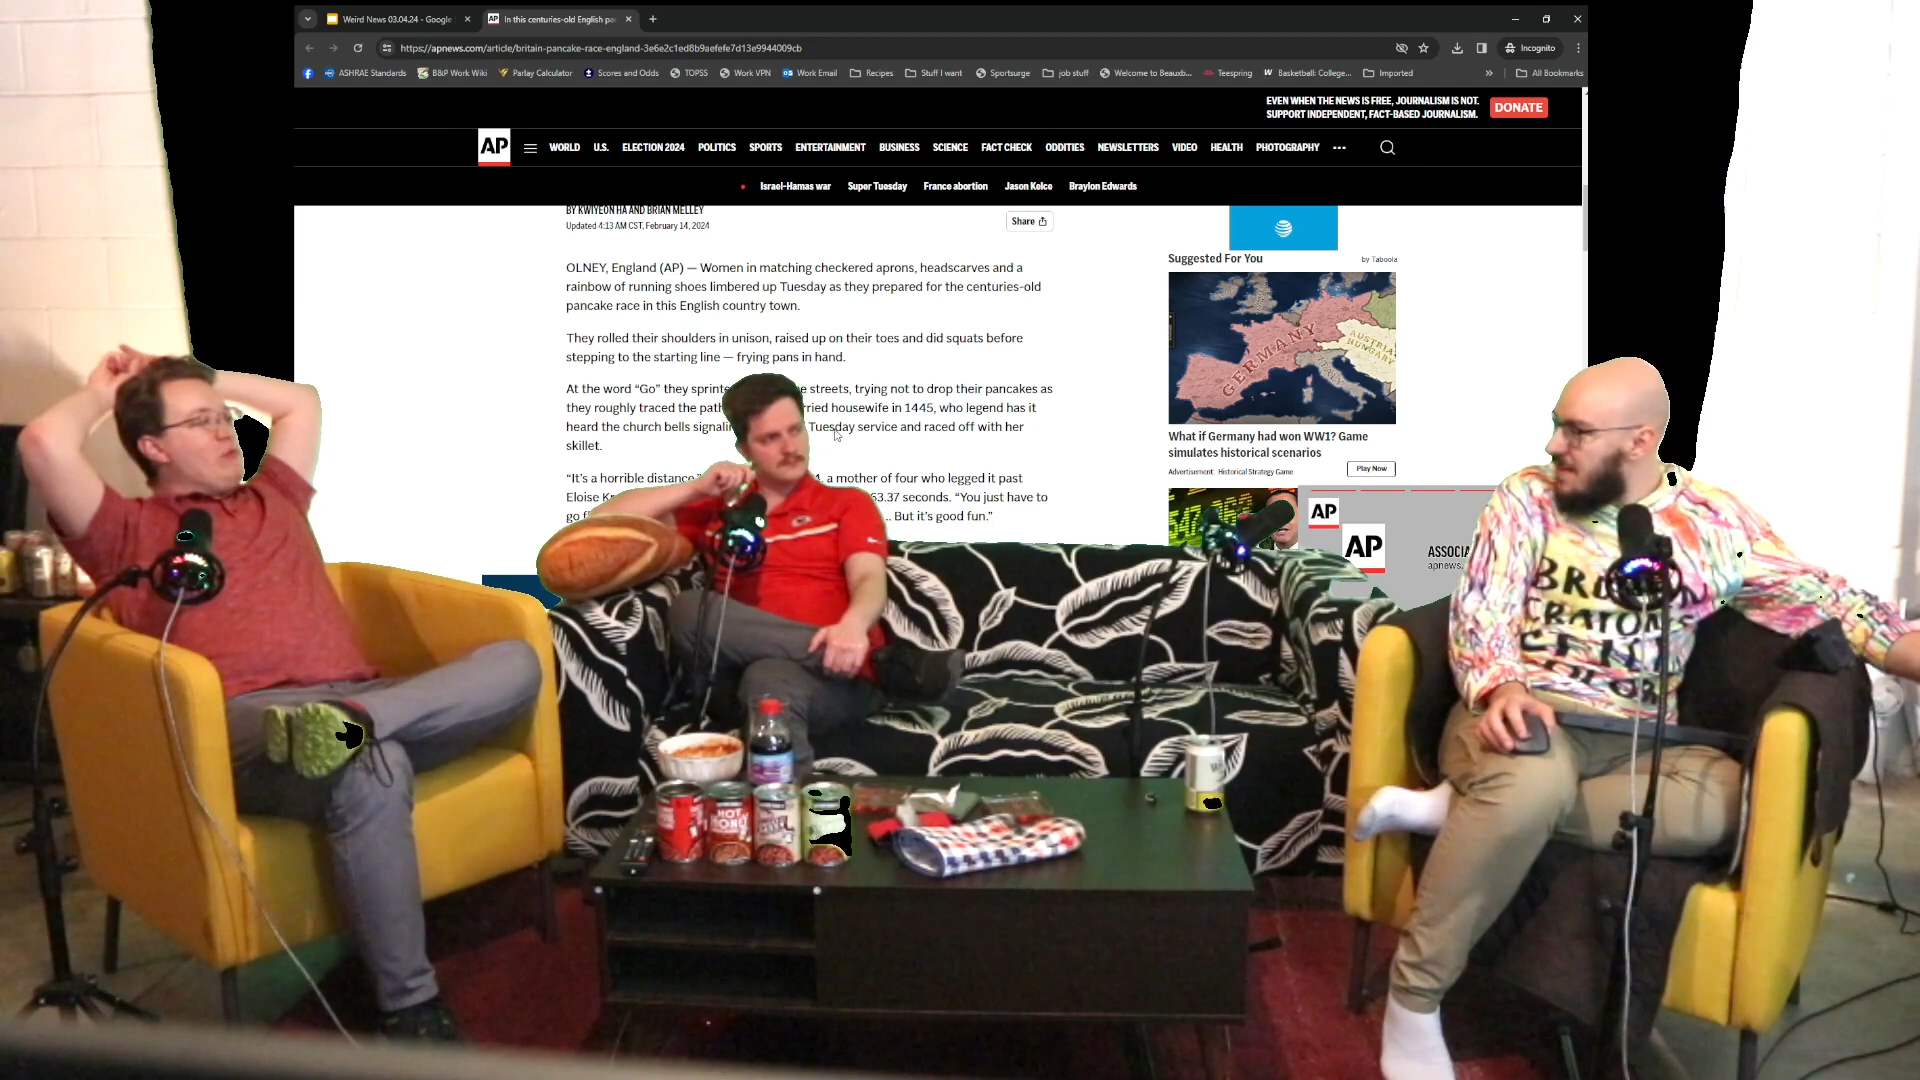 Weird News 03.04.24 - Google
In this centuries-old English pa
https://apnews.com/article/britain-pancake-race-england-3e6e2c1ed8b9aefefe7d13e9944009cb
Incognito
ASHRAE Standards
B&P Work Wiki
Parlay Calculator
Scores and Odds
TOPSS
Work VPN
Work Email
Recipes
Stuff I want
Sportsurge
job stuff
Welcome to Beauxb...
Teespring
Basketball: College...
Imported
All Bookmarks
EVEN WHEN THE NEWS IS FREE, JOURNALISM IS NOT.
SUPPORT INDEPENDENT, FACT-BASED JOURNALISM.
DONATE
AP
WORLD U.S. ELECTION 2024 POLITICS SPORTS ENTERTAINMENT BUSINESS SCIENCE FACT CHECK ODDITIES NEWSLETTERS VIDEO HEALTH PHOTOGRAPHY
Israel-Hamas war Super Tuesday France abortion Jason Kelce Braylon Edwards
BY KWIYEON HA AND BRIAN MELLEY
Updated 4:13 AM CST, February 14, 2024
Share
OLNEY, England (AP) — Women in matching checkered aprons, headscarves and a
rainbow of running shoes limbered up Tuesday as they prepared for the centuries-old
pancake race in this English country town.
They rolled their shoulders in unison, raised up on their toes and did squats before
stepping to the starting line — frying pans in hand.
At the word “Go” they sprinte e streets, trying not to drop their pancakes as
they roughly traced the path rried housewife in 1445, who legend has it
heard the church bells signalin Tuesday service and raced off with her
skillet.
“It’s a horrible distance, a mother of four who legged it past
Eloise Kr 63.37 seconds. “You just have to
go f .. But it’s good fun.”
Suggested For You
by Taboola
GERMANY
AUSTRIA
HUNGARY
ITALY
What if Germany had won WW1? Game
simulates historical scenarios
Advertisement: Historical Strategy Game
Play Now
AP
AP
ASSOCIA
apnews.
HOT